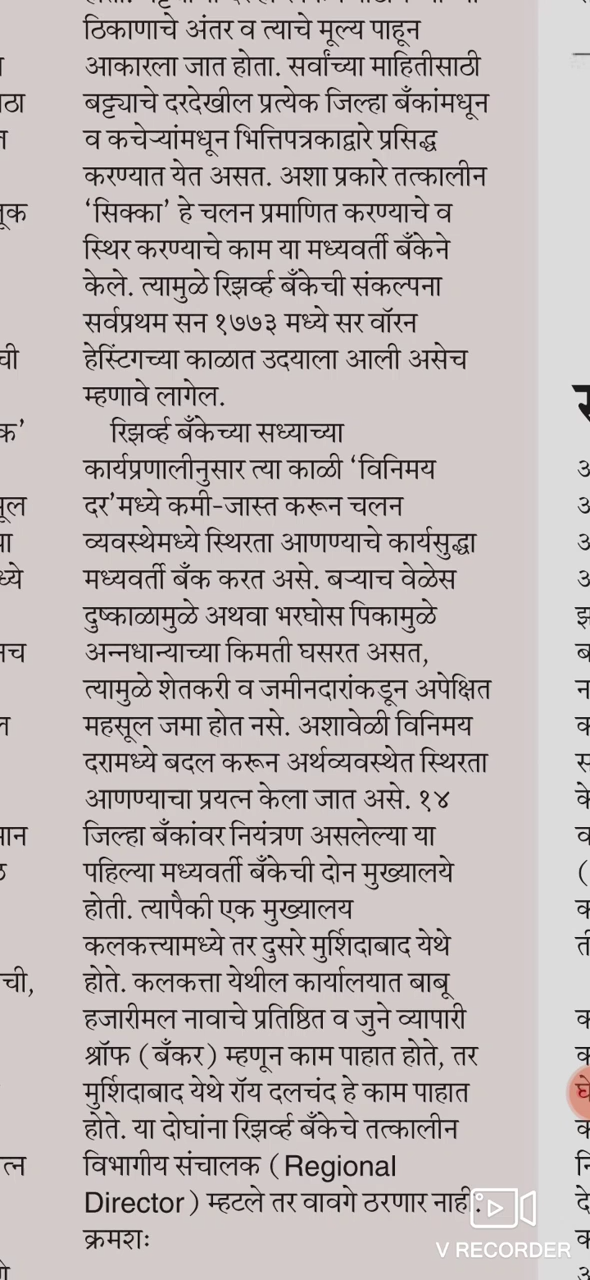 ठिकाणाचे अंतर व त्याचे मूल्य पाहून
आकारला जात होता. सर्वांच्या माहितीसाठी
बट्ट्याचे दरदेखील प्रत्येक जिल्हा बँकांमधून
व कचेऱ्यांमधून भित्तिपत्रकाद्वारे प्रसिद्ध
करण्यात येत असत. अशा प्रकारे तत्कालीन
‘सिक्का’ हे चलन प्रमाणित करण्याचे व
स्थिर करण्याचे काम या मध्यवर्ती बँकेने
केले. त्यामुळे रिझर्व्ह बँकेची संकल्पना
सर्वप्रथम सन १७७३ मध्ये सर वॉरन
हेस्टिंगच्या काळात उदयाला आली असेच
म्हणावे लागेल.
रिझर्व्ह बँकेच्या सध्याच्या
कार्यप्रणालीनुसार त्या काळी ‘विनिमय
दर’मध्ये कमी-जास्त करून चलन
व्यवस्थेमध्ये स्थिरता आणण्याचे कार्यसुद्धा
मध्यवर्ती बँक करत असे. बऱ्याच वेळेस
दुष्काळामुळे अथवा भरघोस पिकामुळे
अन्नधान्याच्या किमती घसरत असत,
त्यामुळे शेतकरी व जमीनदारांकडून अपेक्षित
महसूल जमा होत नसे. अशावेळी विनिमय
दरामध्ये बदल करून अर्थव्यवस्थेत स्थिरता
आणण्याचा प्रयत्न केला जात असे. १४
जिल्हा बँकांवर नियंत्रण असलेल्या या
पहिल्या मध्यवर्ती बँकेची दोन मुख्यालये
होती. त्यापैकी एक मुख्यालय
कलकत्त्यामध्ये तर दुसरे मुर्शिदाबाद येथे
होते. कलकत्ता येथील कार्यालयात बाबू
हजारीमल नावाचे प्रतिष्ठित व जुने व्यापारी
श्रॉफ (बँकर) म्हणून काम पाहात होते, तर
मुर्शिदाबाद येथे रॉय दलचंद हे काम पाहात
होते. या दोघांना रिझर्व्ह बँकेचे तत्कालीन
विभागीय संचालक (Regional
Director) म्हटले तर वावगे ठरणार नाही.
क्रमशः
V RECORDER